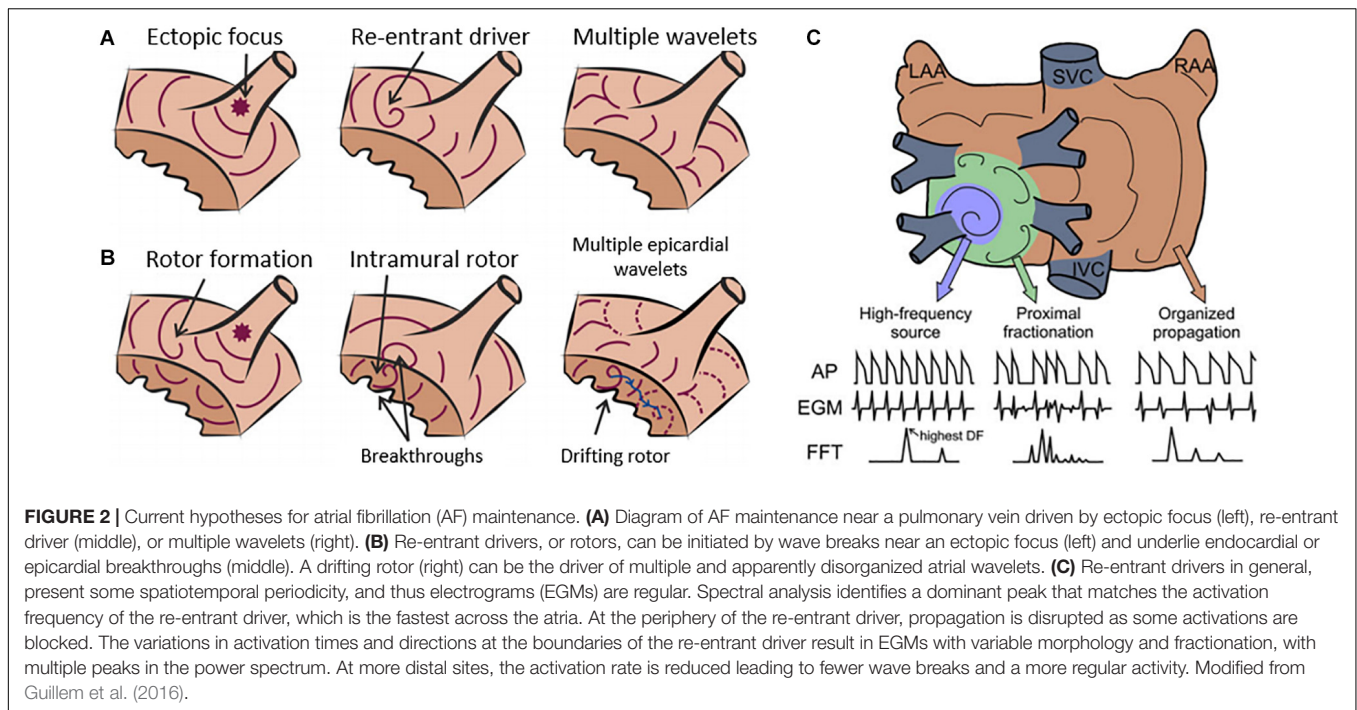 A
Ectopic focus
Re-entrant driver
Multiple wavelets
B
Rotor formation
Intramural rotor
Multiple epicardial
wavelets
Breakthroughs
Drifting rotor
C
LAA
SVC
RAA
IVC
High-frequency
source
Proximal
fractionation
Organized
propagation
AP
EGM
FFT
highest DF
FIGURE 2 | Current hypotheses for atrial fibrillation (AF) maintenance. (A) Diagram of AF maintenance near a pulmonary vein driven by ectopic focus (left), re-entrant
driver (middle), or multiple wavelets (right). (B) Re-entrant drivers, or rotors, can be initiated by wave breaks near an ectopic focus (left) and underlie endocardial or
epicardial breakthroughs (middle). A drifting rotor (right) can be the driver of multiple and apparently disorganized atrial wavelets. (C) Re-entrant drivers in general,
present some spatiotemporal periodicity, and thus electrograms (EGMs) are regular. Spectral analysis identifies a dominant peak that matches the activation
frequency of the re-entrant driver, which is the fastest across the atria. At the periphery of the re-entrant driver, propagation is disrupted as some activations are
blocked. The variations in activation times and directions at the boundaries of the re-entrant driver result in EGMs with variable morphology and fractionation, with
multiple peaks in the power spectrum. At more distal sites, the activation rate is reduced leading to fewer wave breaks and a more regular activity. Modified from
Guillem et al. (2016).